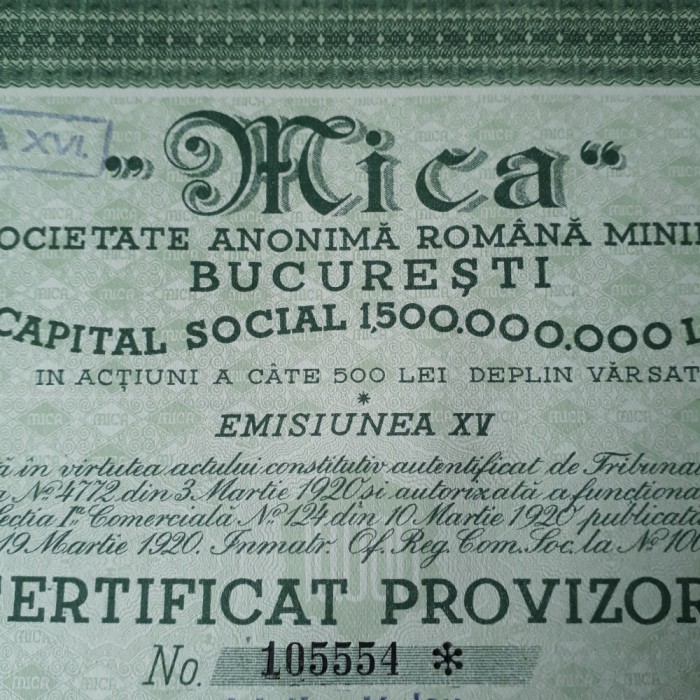 XVI.
„Mica“
OCIETATE ANONIMĂ ROMÂNĂ MINI
BUCUREȘTI
CAPITAL SOCIAL 1,500.000.000 L
IN ACȚIUNI A CÂTE 500 LEI DEPLIN VĂRSAT
*
EMISIUNEA XV
ă în virtutea actului constitutiv autentificat de Tribuna
a No 4772 din 3 Martie 1920 și autorizată a funcționa
ecția Iª Comercială No 124 din 10 Martie 1920 publicat
19 Martie 1920. Inmatr. Of. Reg. Com. Soc. la No 10
ERTIFICAT PROVIZOR
No. 105554 *